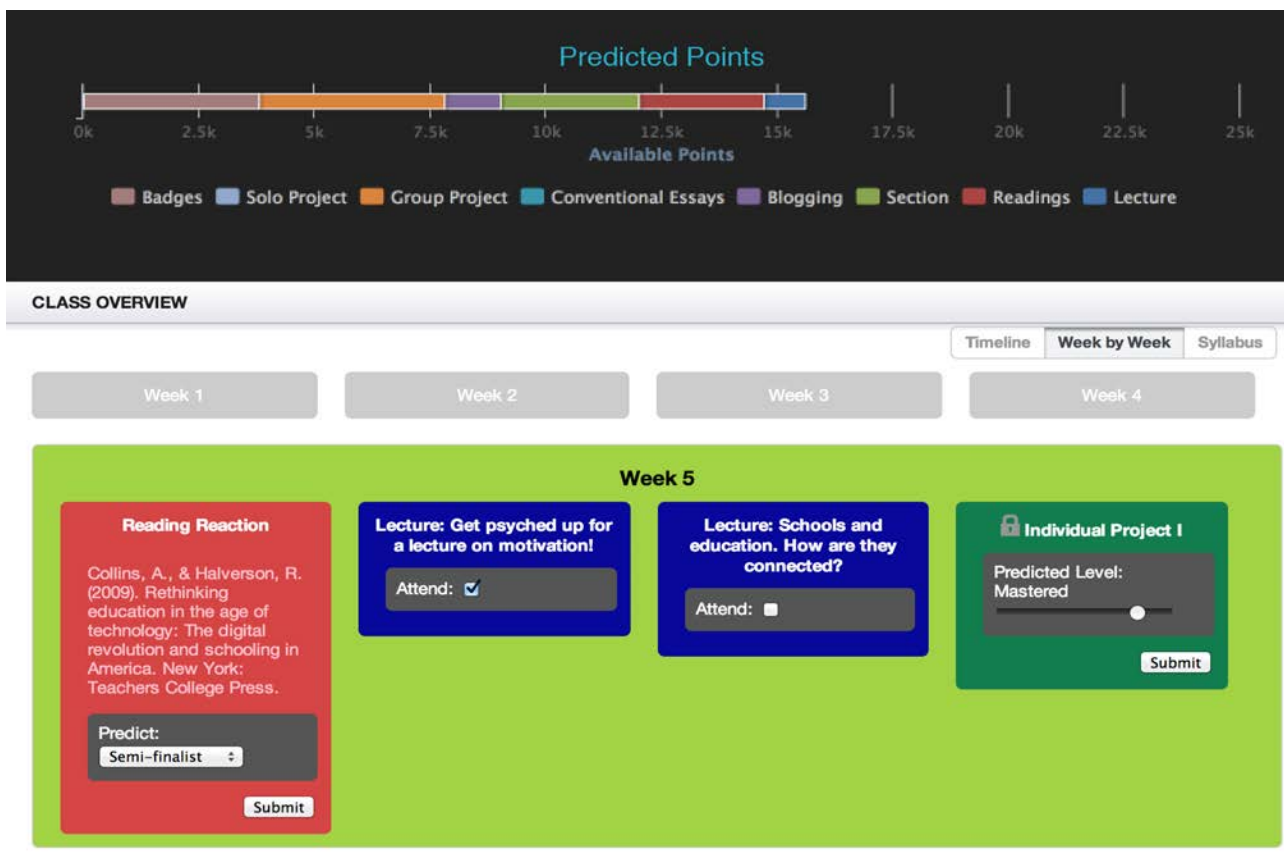 Predicted Points
0k 2.5k 5k 7.5k 10k 12.5k 15k 17.5k 20k 22.5k 25k
Available Points
Badges Solo Project Group Project Conventional Essays Blogging Section Readings Lecture
CLASS OVERVIEW
Timeline Week by Week Syllabus
Week 1 Week 2 Week 3 Week 4
Week 5
Reading Reaction
Collins, A., & Halverson, R.
(2009). Rethinking
education in the age of
technology: The digital
revolution and schooling in
America. New York:
Teachers College Press.
Predict:
Semi-finalist
Submit
Lecture: Get psyched up for
a lecture on motivation!
Attend:
Lecture: Schools and
education. How are they
connected?
Attend:
Individual Project I
Predicted Level:
Mastered
Submit